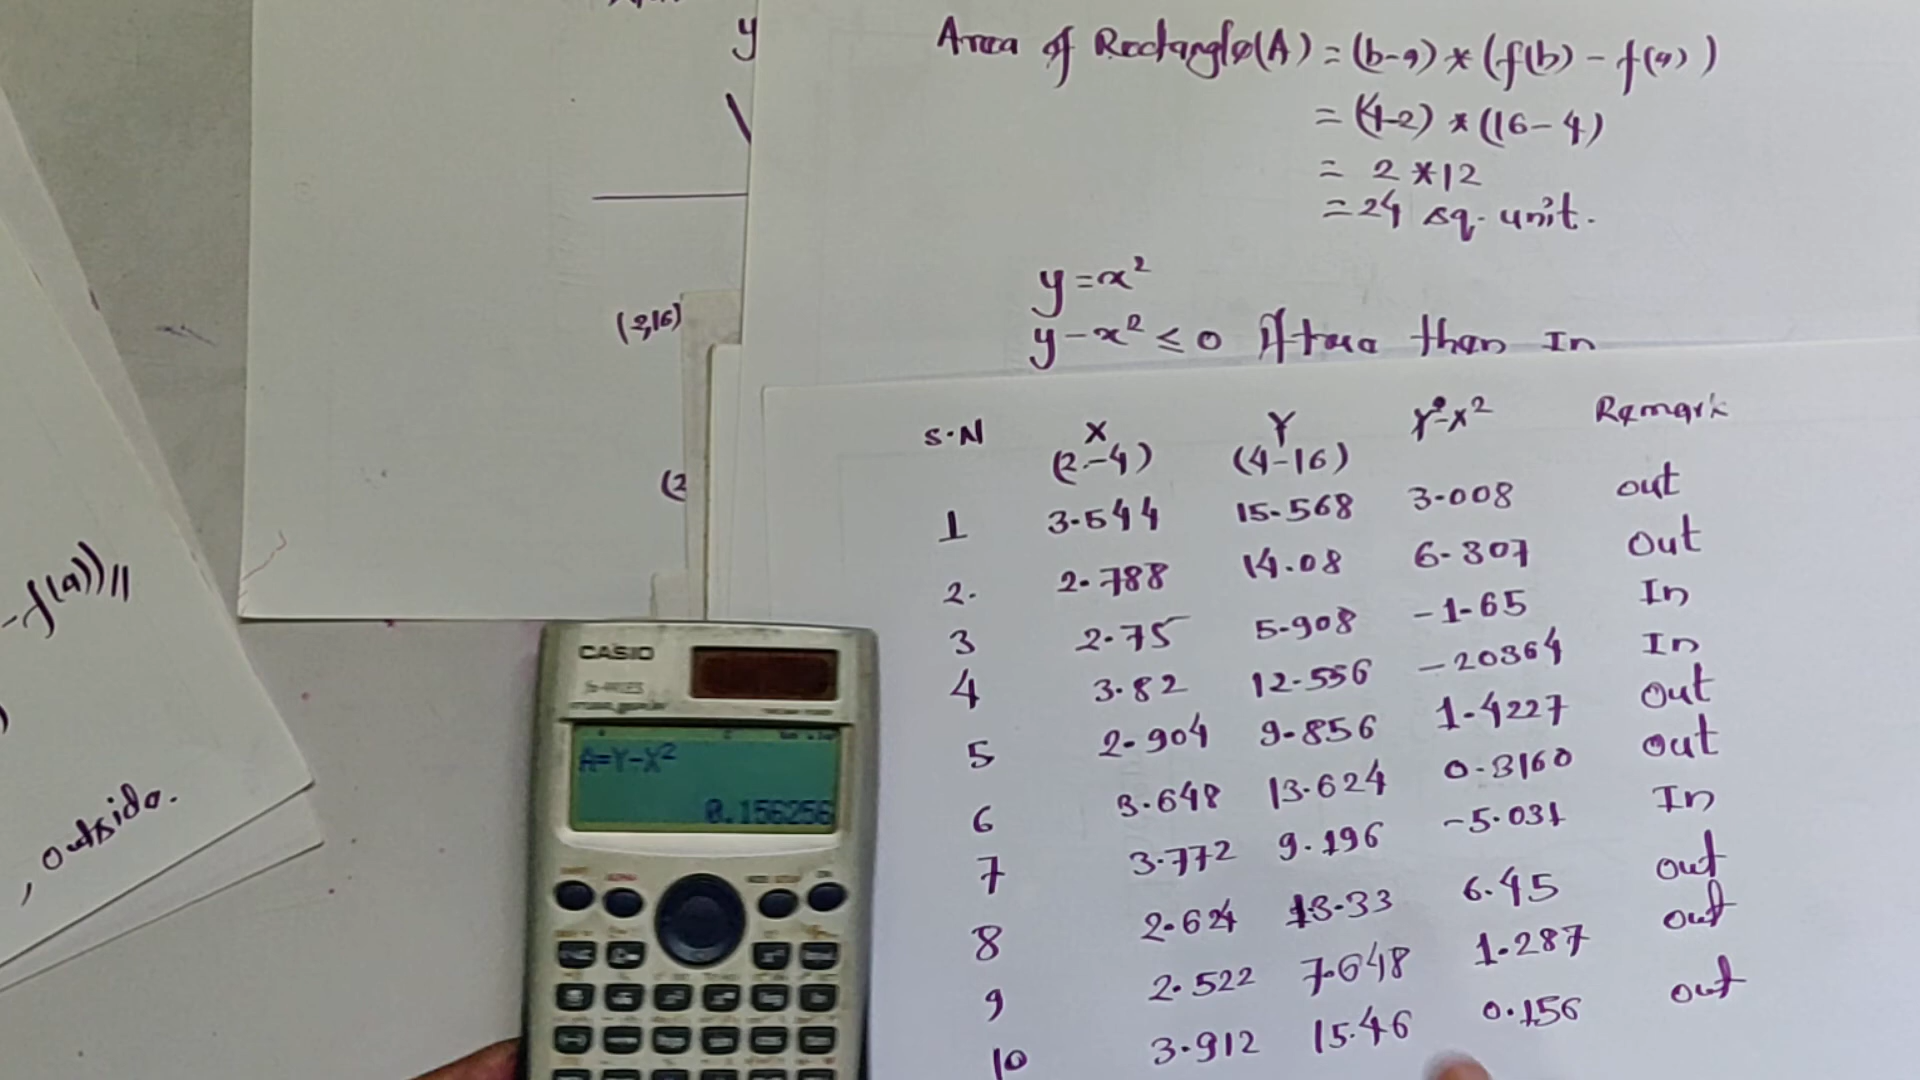 y
Area of Rectangle(A) = (b-a) * (f(b) - f(a))
= (4-2) * (16-4)
= 2 * 12
= 24 sq. unit.
y = x²
y - x² ≤ 0 If true than In
(2,16)
(2
-f(a))||
, outside.
S.N X Y Y-X² Remark
(2-4) (4-16)
1 3.544 15.568 3.008 out
2. 2.788 14.08 6.307 out
3 2.75 5.908 -1.65 In
4 3.82 12.556 -20364 In
5 2.904 9.856 1.4227 out
6 3.648 13.624 0.3160 out
7 3.772 9.196 -5.031 In
8 2.624 13.33 6.45 out
9 2.522 7.648 1.287 out
10 3.912 15.46 0.156 out
CASIO
A=Y-X²
0.156256